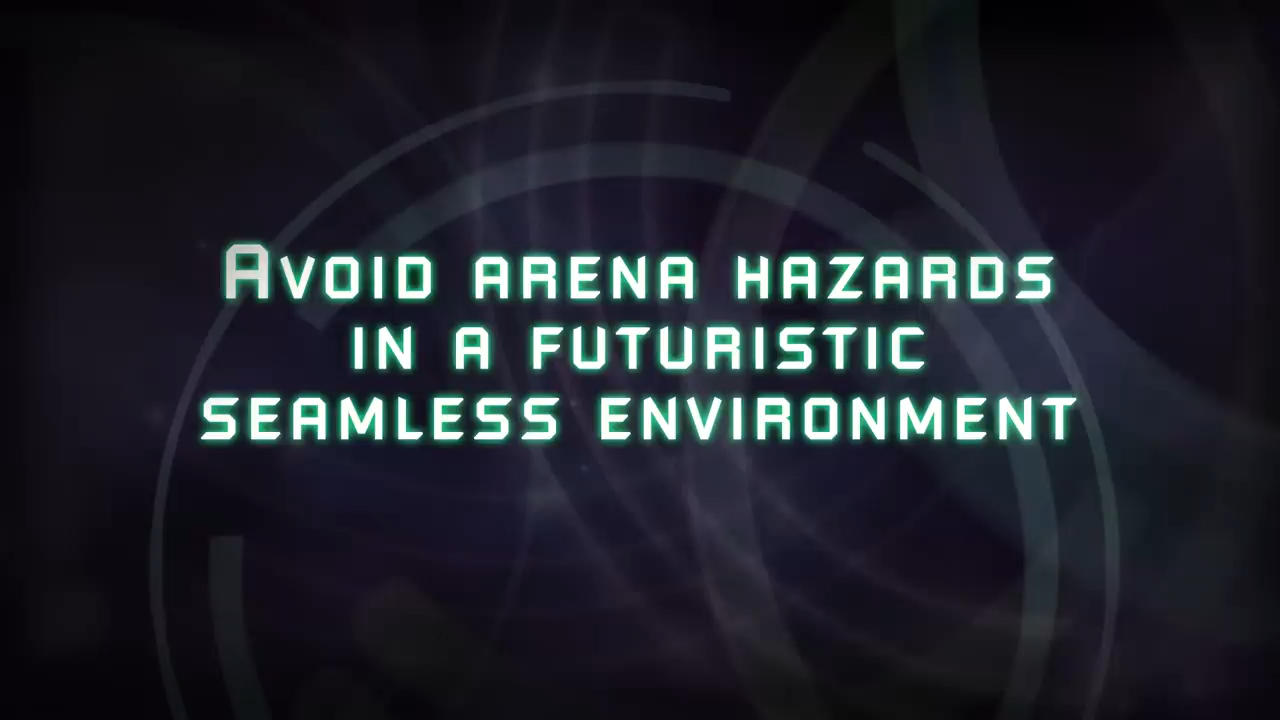 Avoid arena hazards
in a futuristic
seamless environment